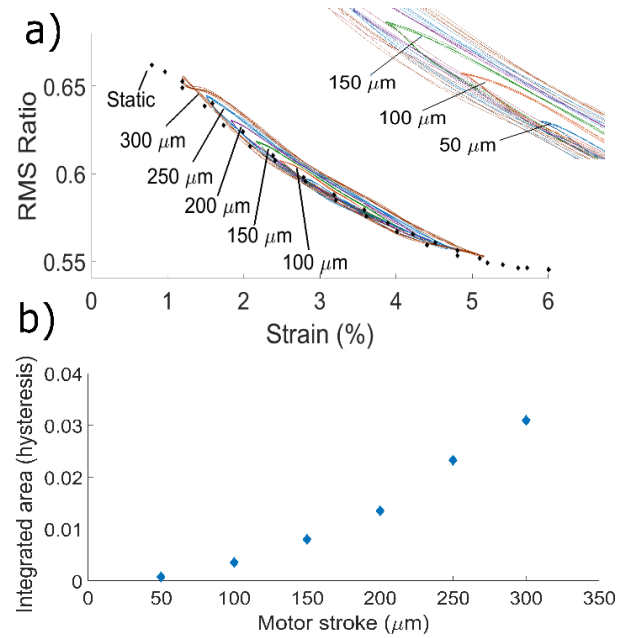 a)
RMS Ratio
0.65
0.6
0.55
Static
300 μm
250 μm
200 μm
150 μm
100 μm
150 μm
100 μm
50 μm
0 1 2 3 4 5 6
Strain (%)
b)
Integrated area (hysteresis)
0.04
0.03
0.02
0.01
0
0 50 100 150 200 250 300 350
Motor stroke (μm)